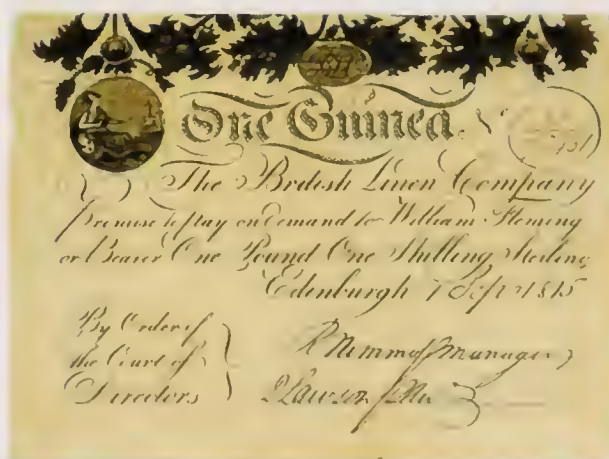 One Guinea
The British Linen Company
promise to pay on demand to William Fleming
or Bearer One Pound One Shilling Sterling
Edinburgh 7 Sept 1815
By Order of
the Court of
Directors
Manager